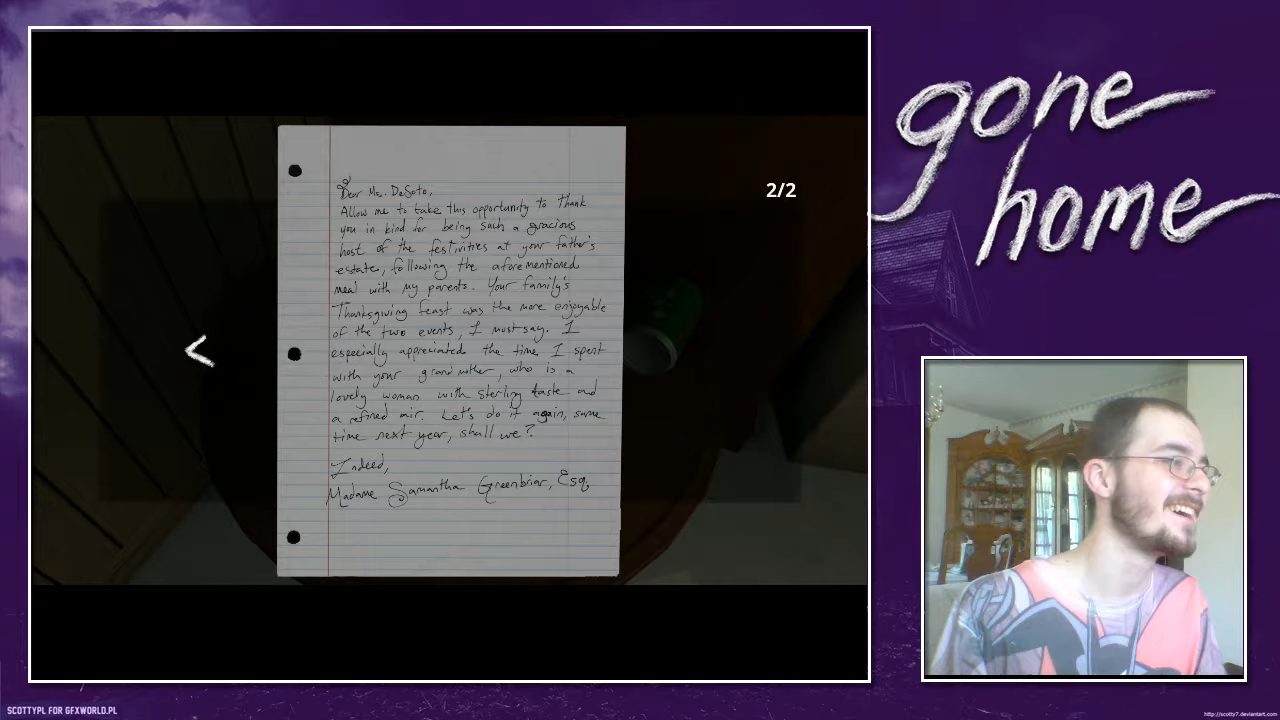 gone
home
2/2
Dear Ms. DeSoto,
Allow me to take this opportunity to thank
you in kind for being such a gracious
host of the festivities at your father's
estate, following the aforementioned
meal with my parents. Your family's
Thanksgiving feast was the more enjoyable
of the two events, I must say. I
especially appreciated the time I spent
with your grandmother, who is a
lovely woman with sterling taste and
a refined air. Let's do it again, same
time next year, shall we?
Indeed,
Madame Samantha Greenbriar, Esq.
SCOTTYPL FOR GFXWORLD.PL
http://scotty7.deviantart.com